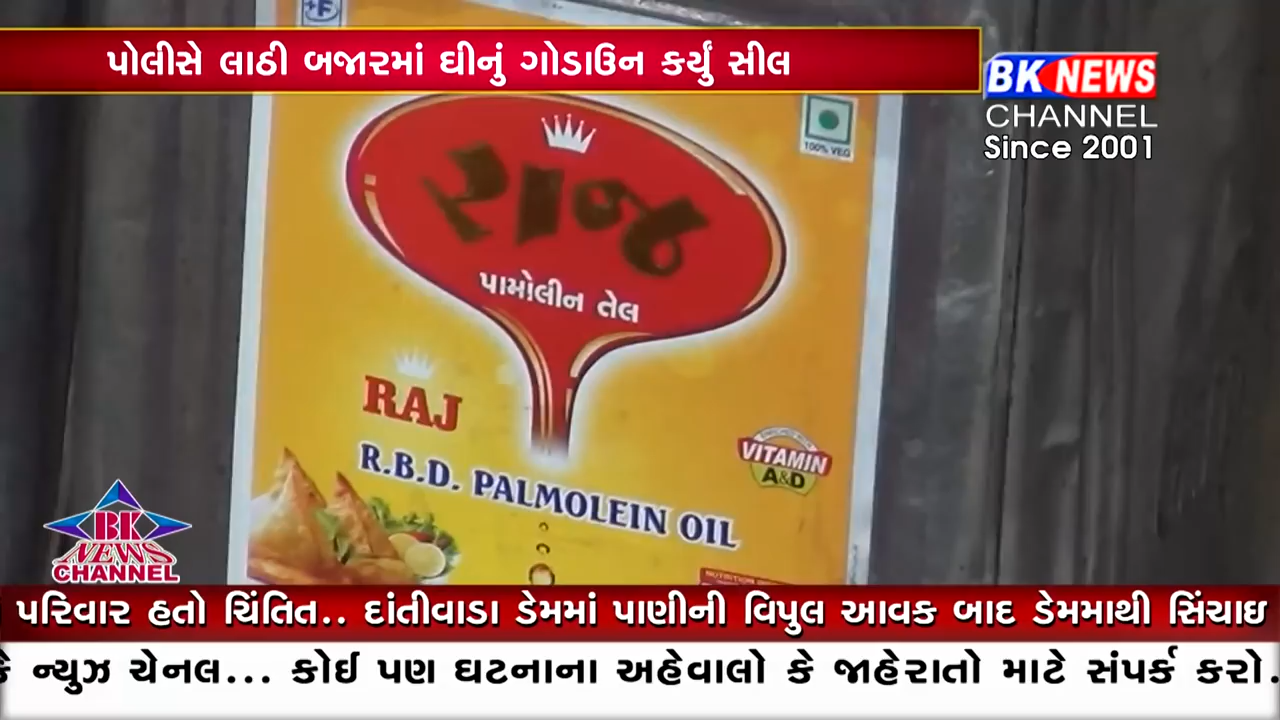 +F
પોલીસે લાઠી બજારમાં ઘીનું ગોડાઉન કર્યું સીલ
BK NEWS
CHANNEL
Since 2001
100% VEG
રાજ
પામોલીન તેલ
RAJ
R.B.D. PALMOLEIN OIL
VITAMIN
A&D
BK
NEWS
CHANNEL
પરિવાર હતો ચિંતિત.. દાંતીવાડા ડેમમાં પાણીની વિપુલ આવક બાદ ડેમમાથી સિંચાઇ
ન્યુઝ ચેનલ... કોઈ પણ ઘટનાના અહેવાલો કે જાહેરાતો માટે સંપર્ક કરો.